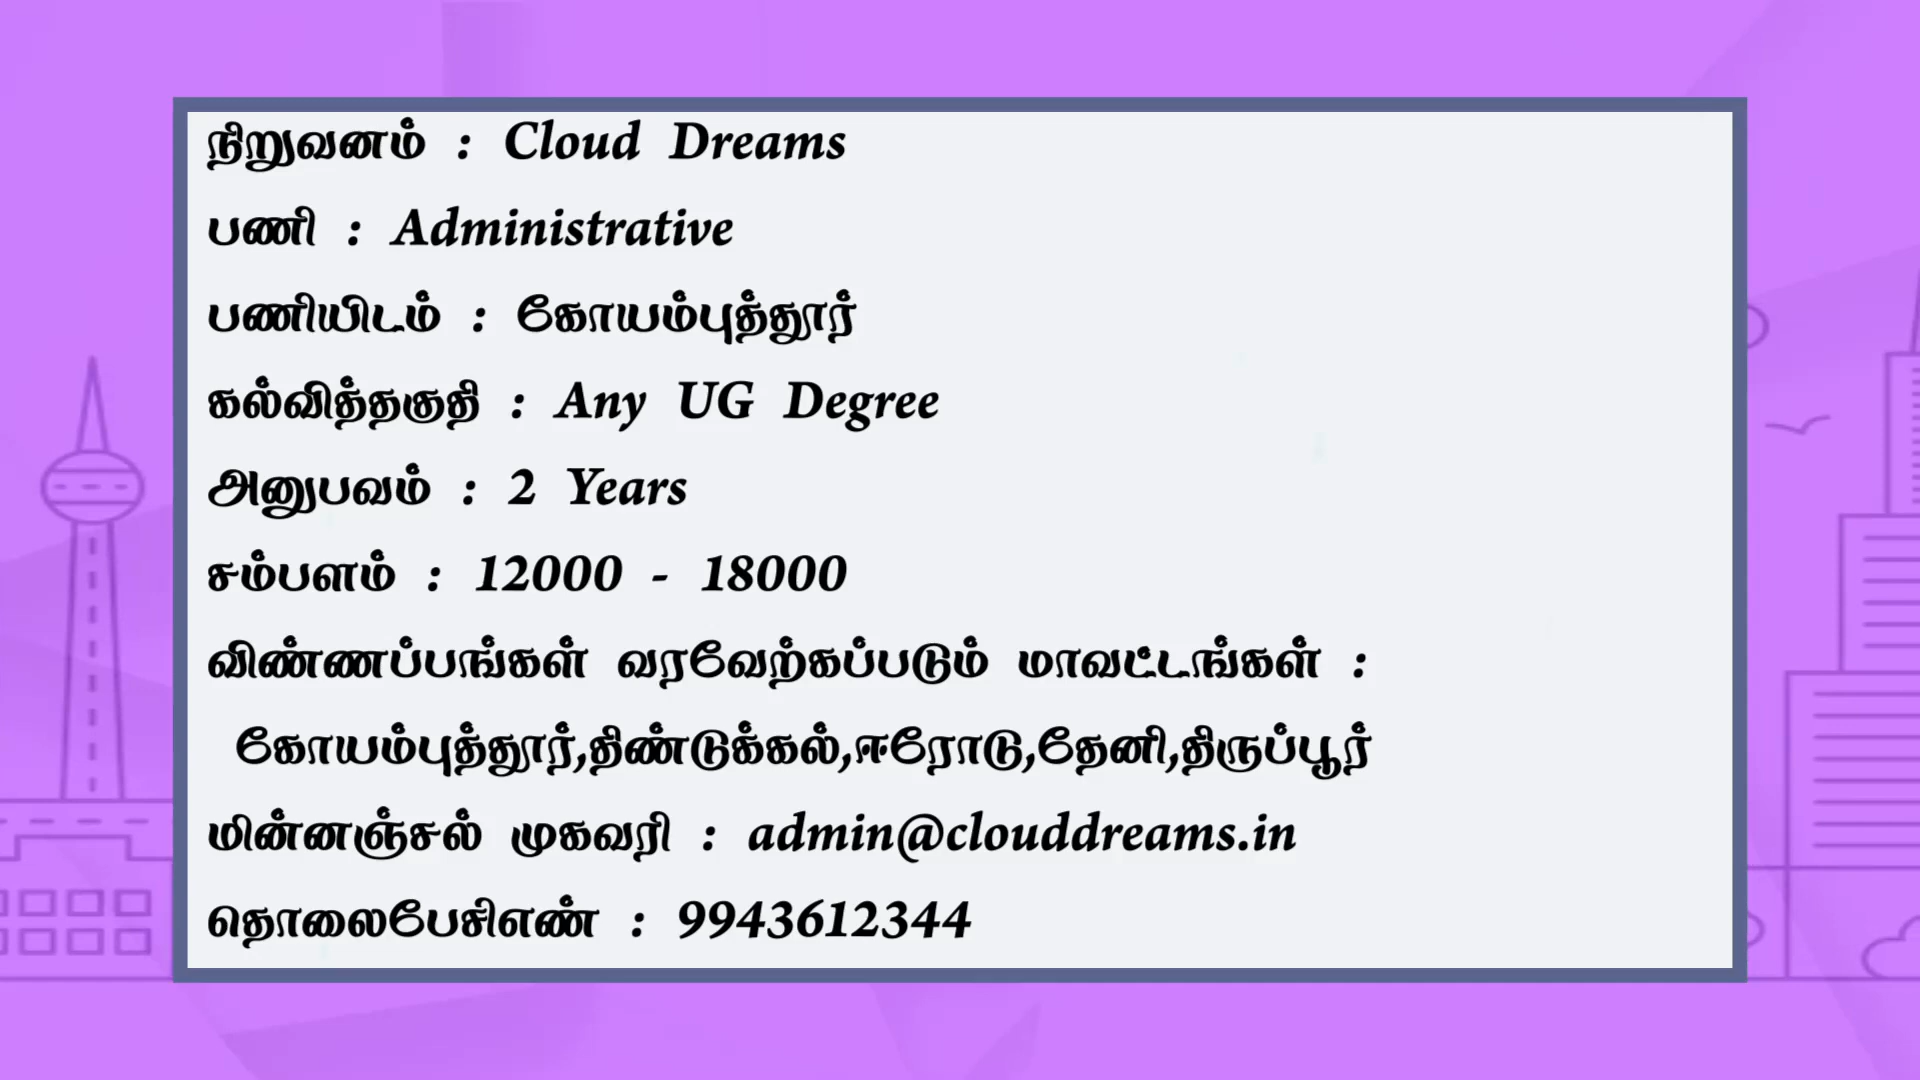 நிறுவனம் : Cloud Dreams
பணி : Administrative
பணியிடம் : கோயம்புத்தூர்
கல்வித்தகுதி : Any UG Degree
அனுபவம் : 2 Years
சம்பளம் : 12000 - 18000
விண்ணப்பங்கள் வரவேற்கப்படும் மாவட்டங்கள் :
கோயம்புத்தூர்,திண்டுக்கல்,ஈரோடு,தேனி,திருப்பூர்
மின்னஞ்சல் முகவரி : admin@clouddreams.in
தொலைபேசிஎண் : 9943612344